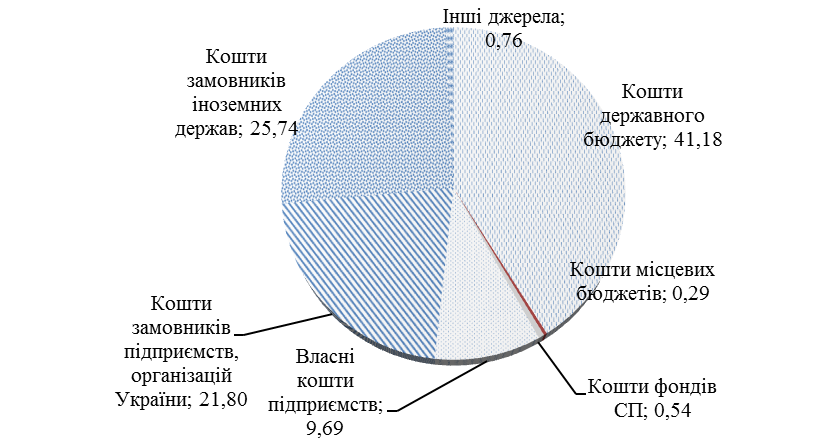 Інші джерела;
0,76
Кошти
державного
бюджету; 41,18
Кошти місцевих
бюджетів; 0,29
Кошти фондів
СП; 0,54
Власні
кошти
підприємств;
9,69
Кошти
замовників
підприємств,
організацій
України; 21,80
Кошти
замовників
іноземних
держав; 25,74